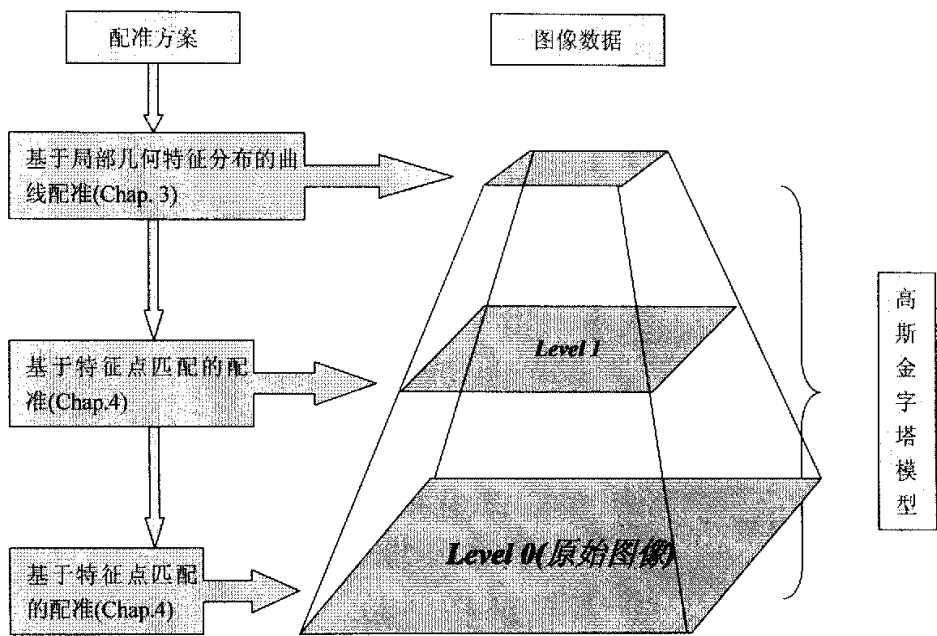 配准方案
图像数据
基于局部几何特征分布的曲
线配准(Chap. 3)
Level 1
基于特征点匹配的配
准(Chap.4)
高斯金字塔模型
Level 0(原始图像)
基于特征点匹配
的配准(Chap.4)